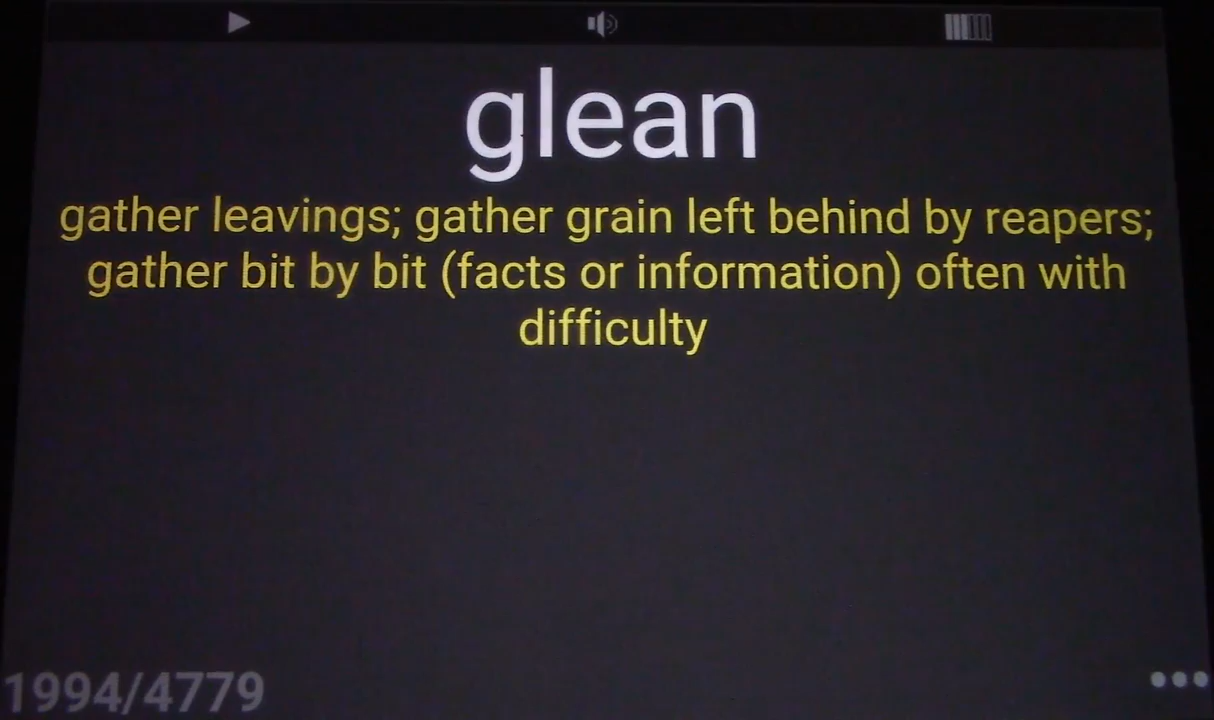 glean
gather leavings; gather grain left behind by reapers;
gather bit by bit (facts or information) often with
difficulty
1994/4779